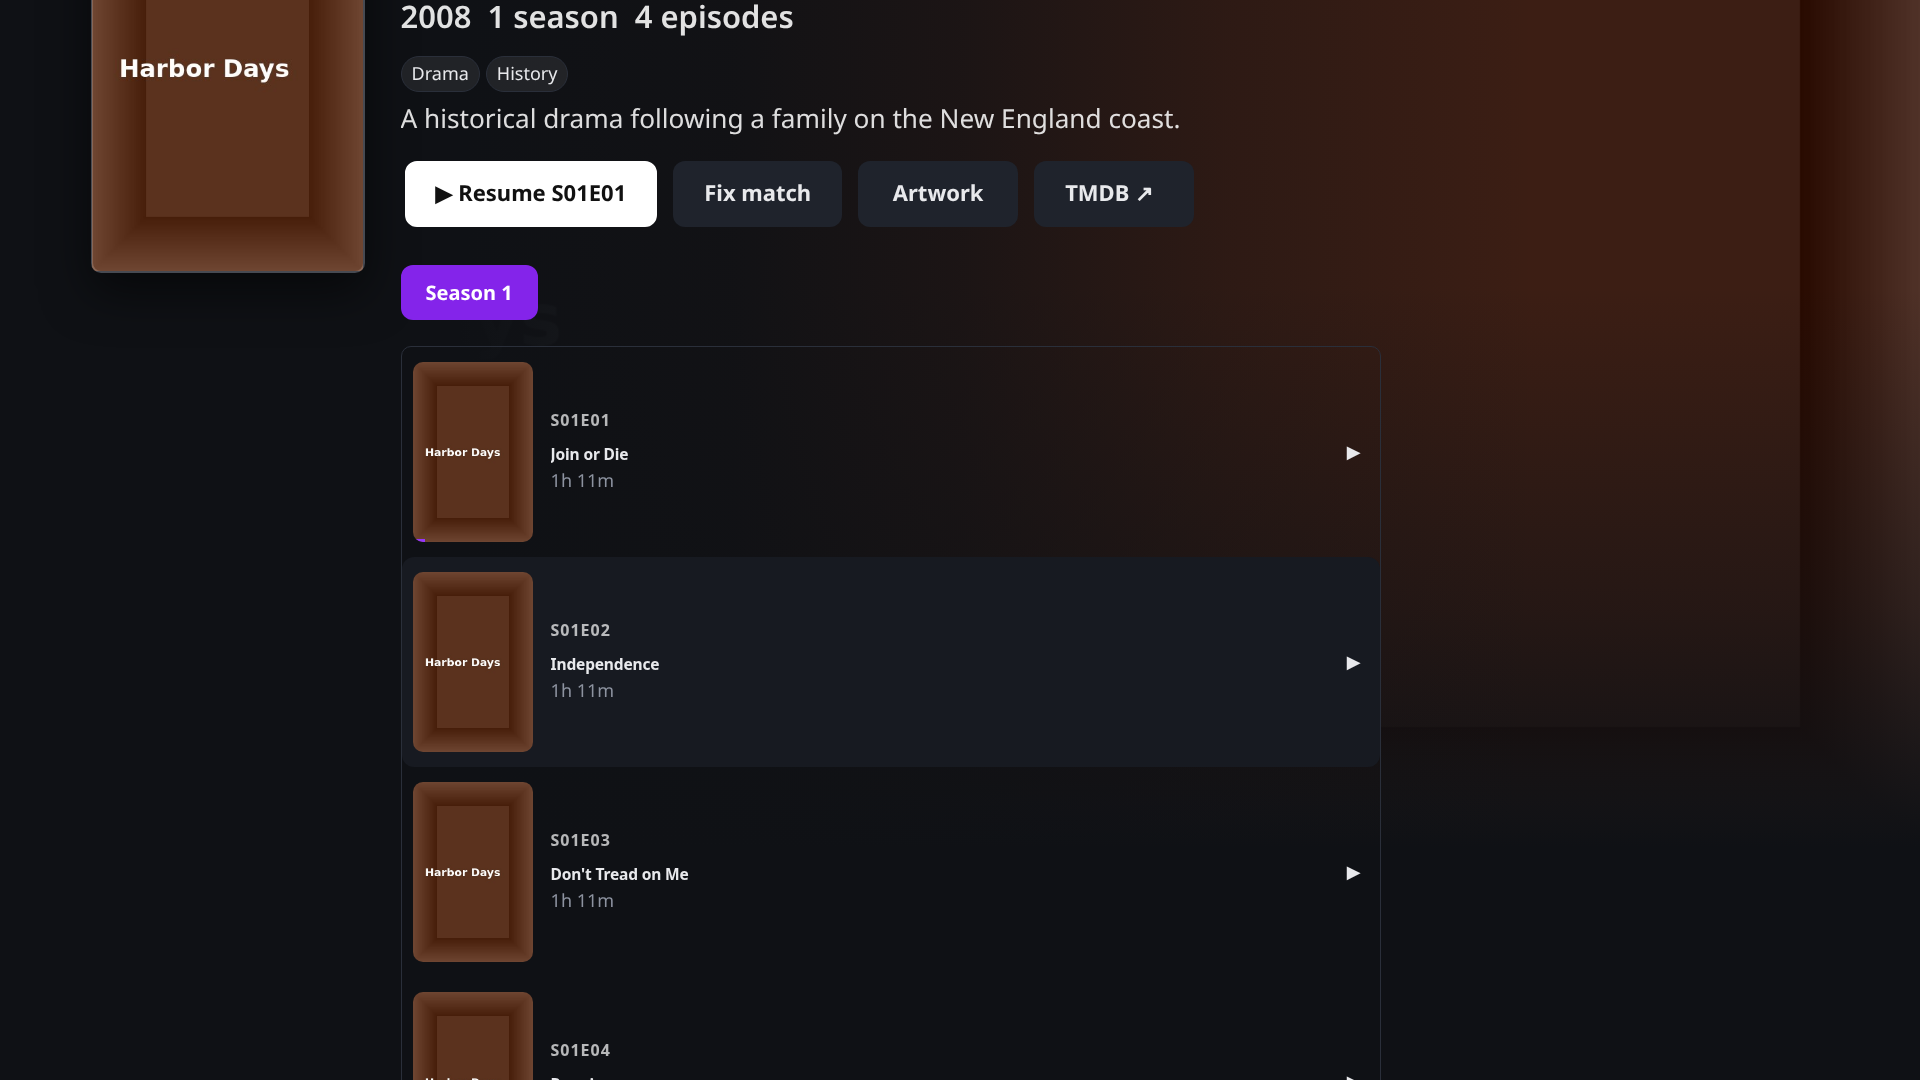 2008 1 season 4 episodes
Harbor Days
Drama History
A historical drama following a family on the New England coast.
▶ Resume S01E01 Fix match Artwork TMDB ↗
Season 1
Harbor Days
S01E01
Join or Die
1h 11m
▶
Harbor Days
S01E02
Independence
1h 11m
▶
Harbor Days
S01E03
Don't Tread on Me
1h 11m
▶
S01E04